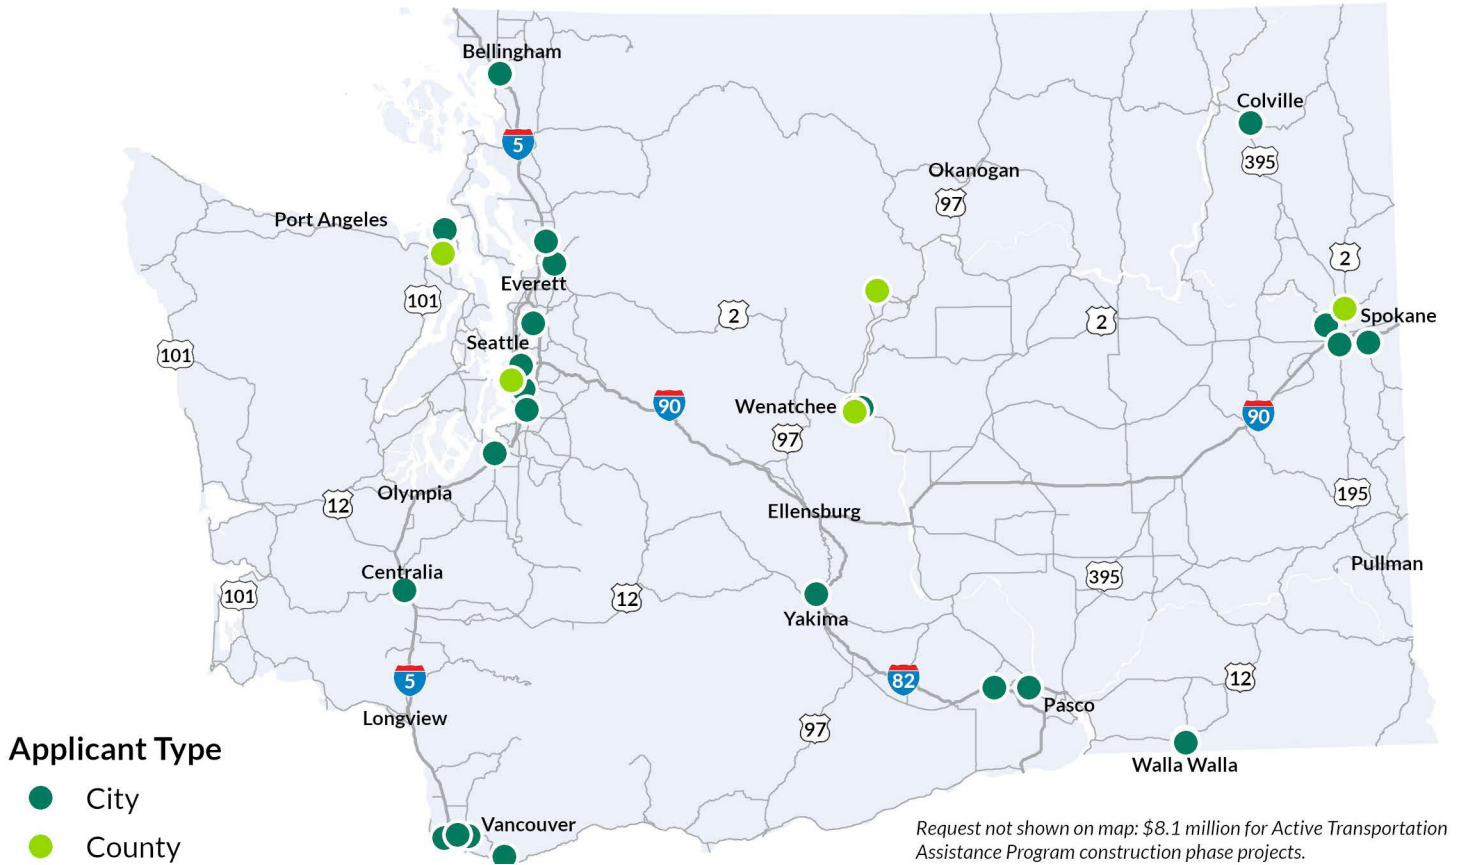 Bellingham
5
Colville
395
Okanogan
97
Port Angeles
2
Everett
101
2
2
Spokane
Seattle
101
90
Wenatchee
90
97
Olympia
12
195
Ellensburg
Pullman
Centralia
395
101
12
Yakima
5
82
12
Pasco
Longview
97
Walla Walla
Applicant Type
City
County
Vancouver
Request not shown on map: $8.1 million for Active Transportation
Assistance Program construction phase projects.